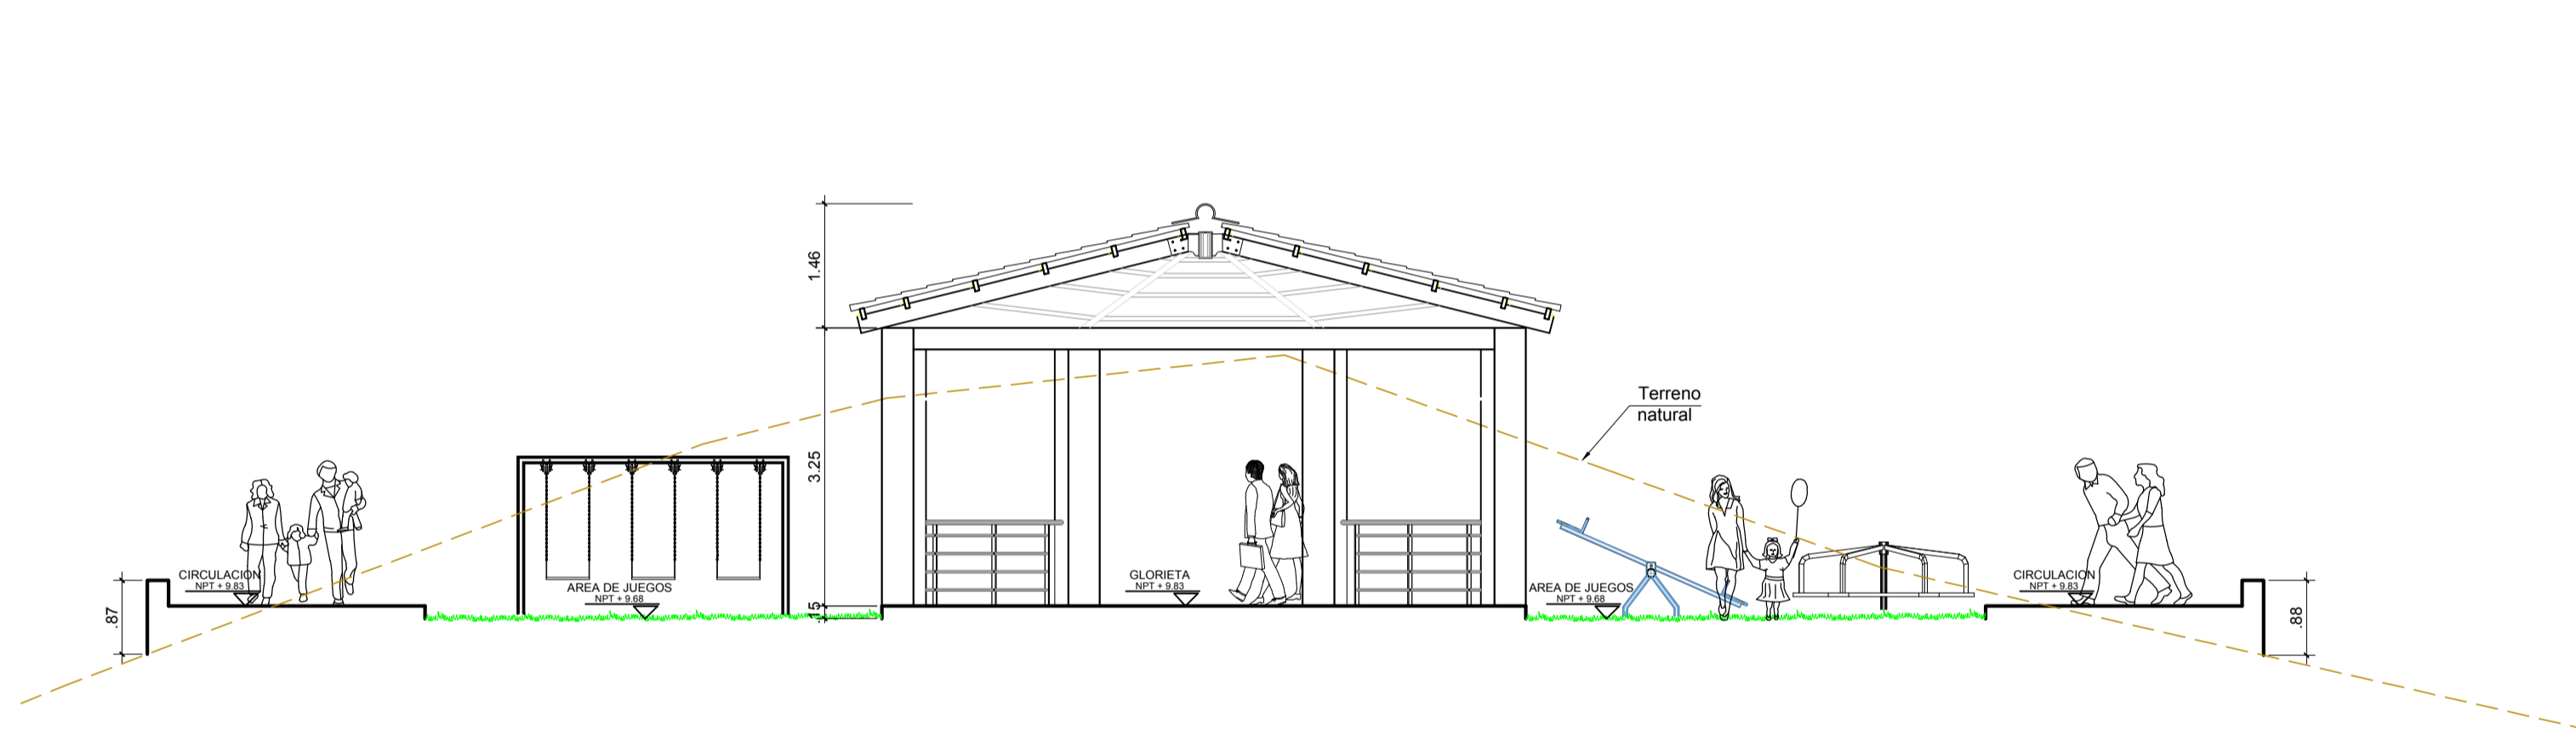 1.46
3.25
.15
Terreno
natural
CIRCULACION
NPT + 9.83
.87
AREA DE JUEGOS
NPT + 9.68
GLORIETA
NPT + 9.83
AREA DE JUEGOS
NPT + 9.68
CIRCULACION
NPT + 9.83
.88